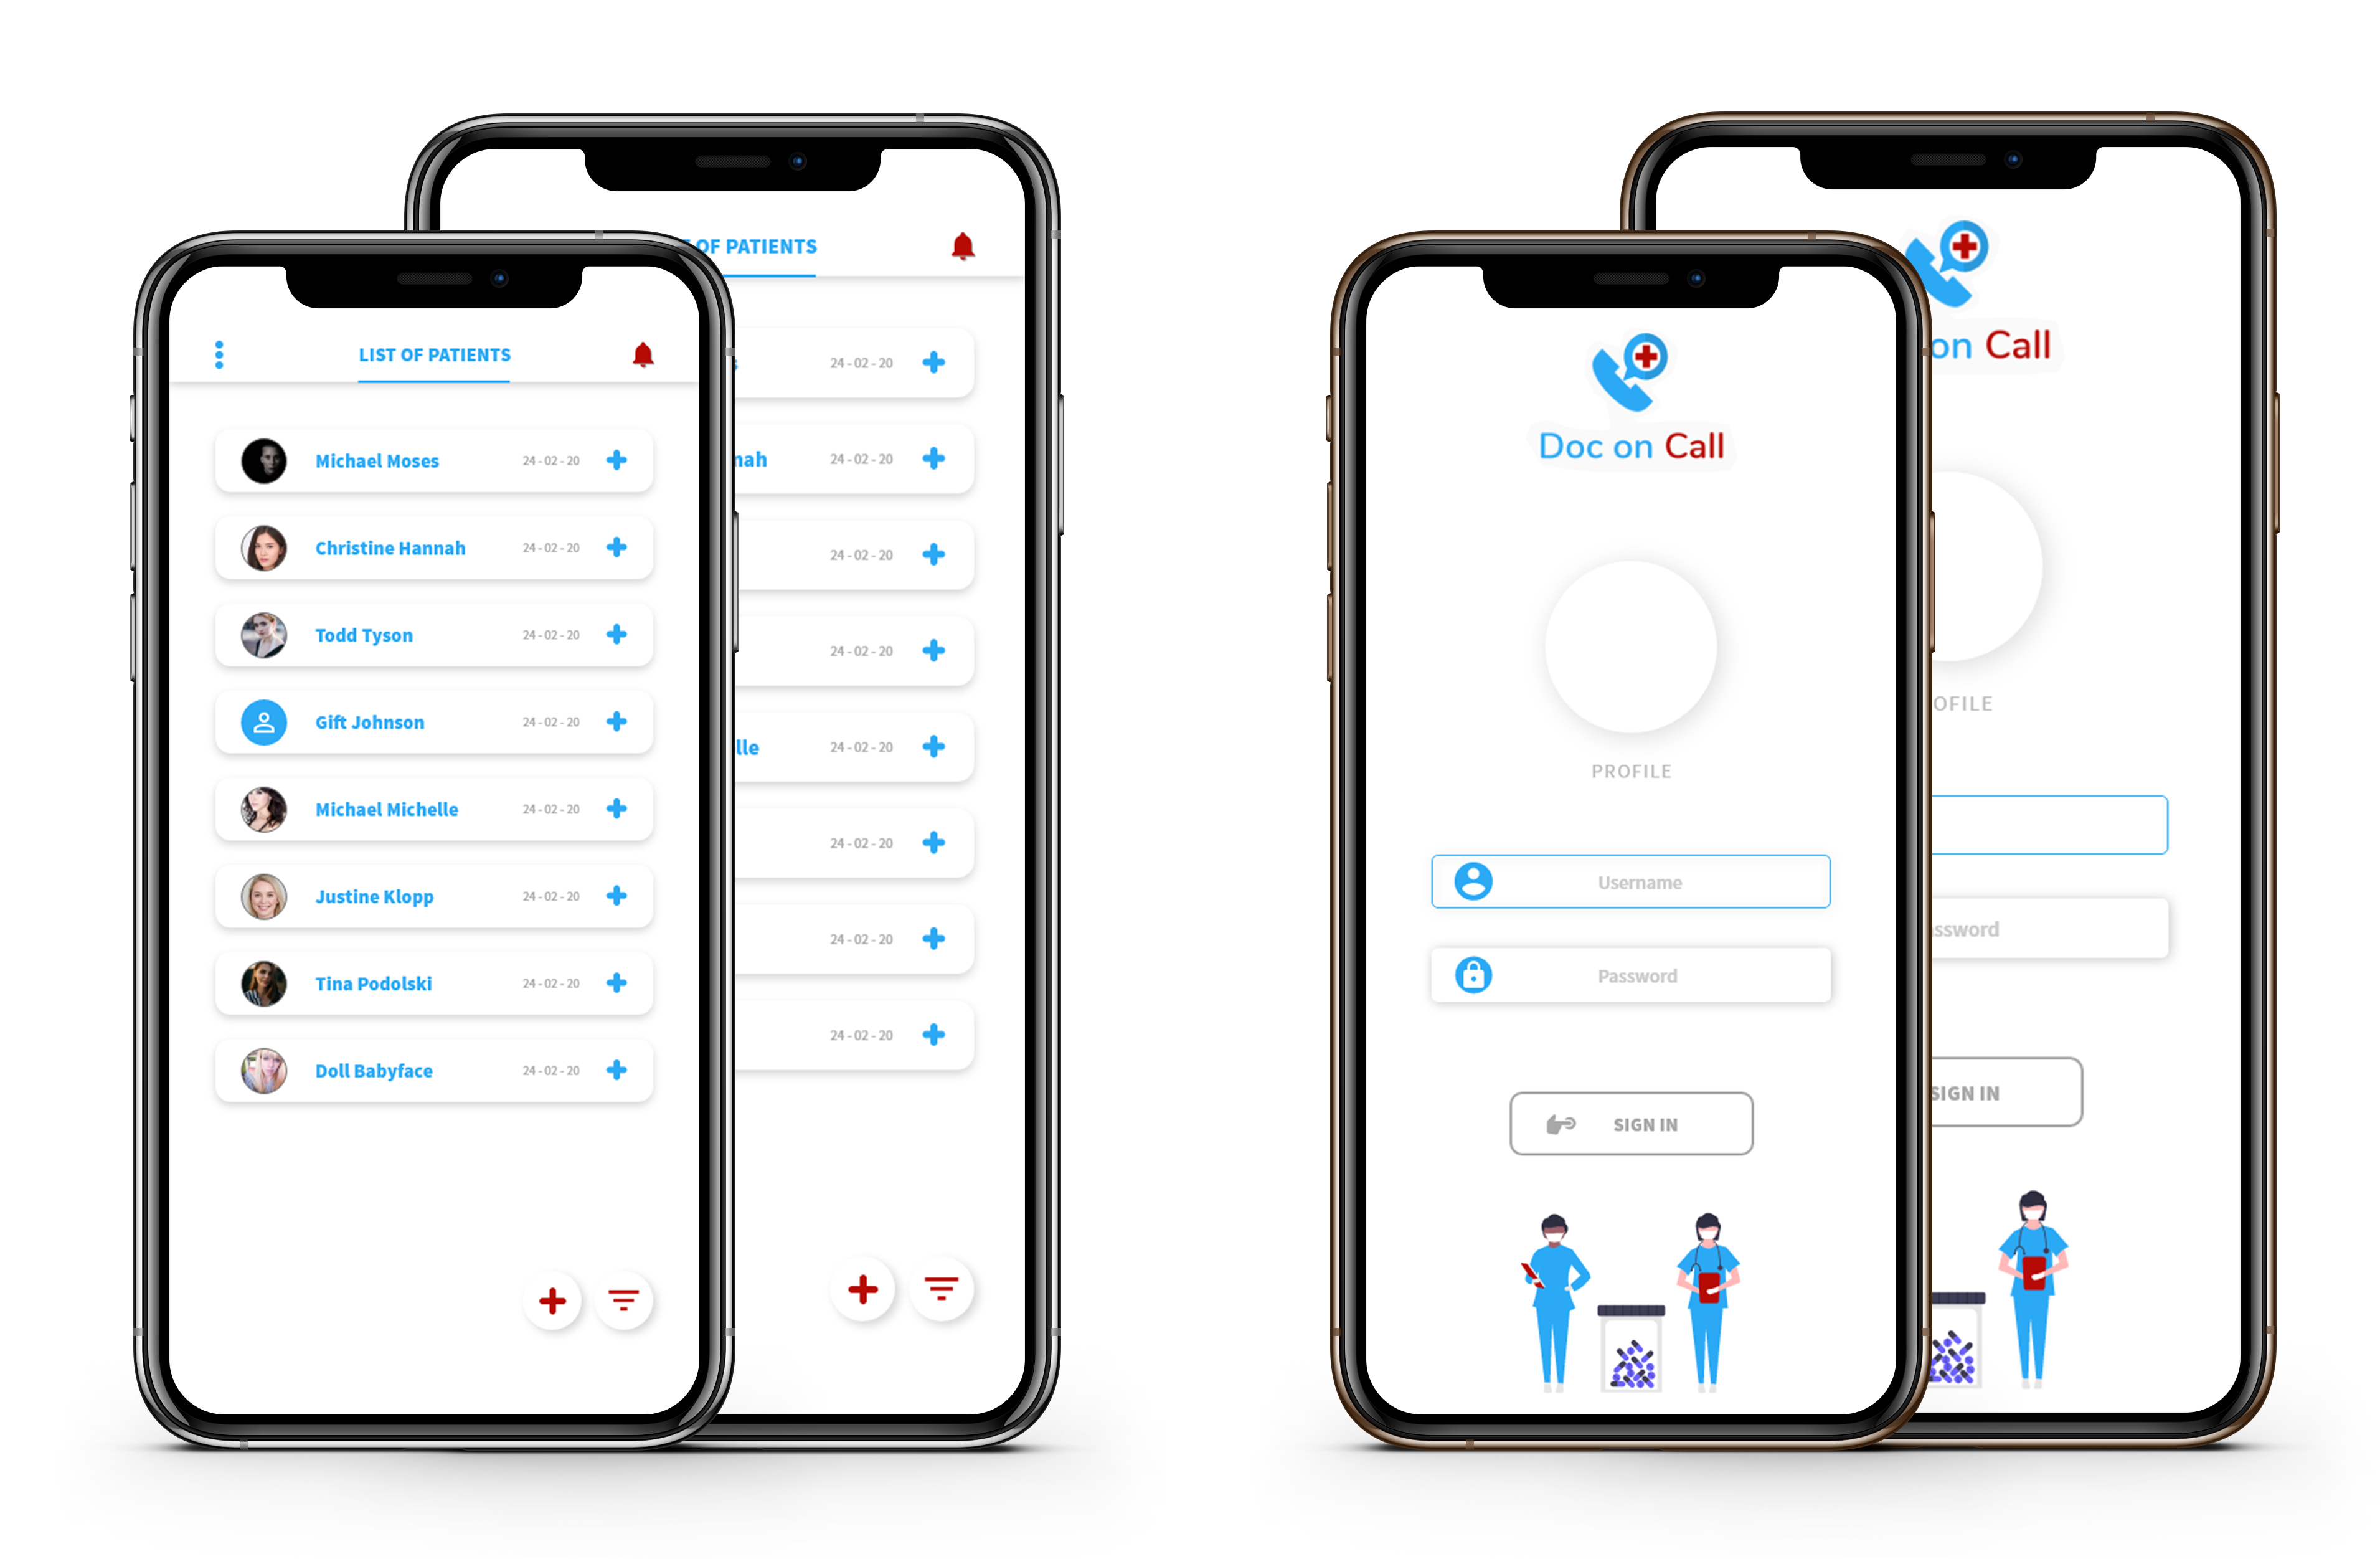 LIST OF PATIENTS
Michael Moses 24-02-20
Christine Hannah 24-02-20
Todd Tyson 24-02-20
Gift Johnson 24-02-20
Michael Michelle 24-02-20
Justine Klopp 24-02-20
Tina Podolski 24-02-20
Doll Babyface 24-02-20
OF PATIENTS
24-02-20
nah 24-02-20
24-02-20
24-02-20
lle 24-02-20
24-02-20
24-02-20
24-02-20
Doc on Call
PROFILE
Username
Password
SIGN IN
on Call
OFILE
ssword
SIGN IN